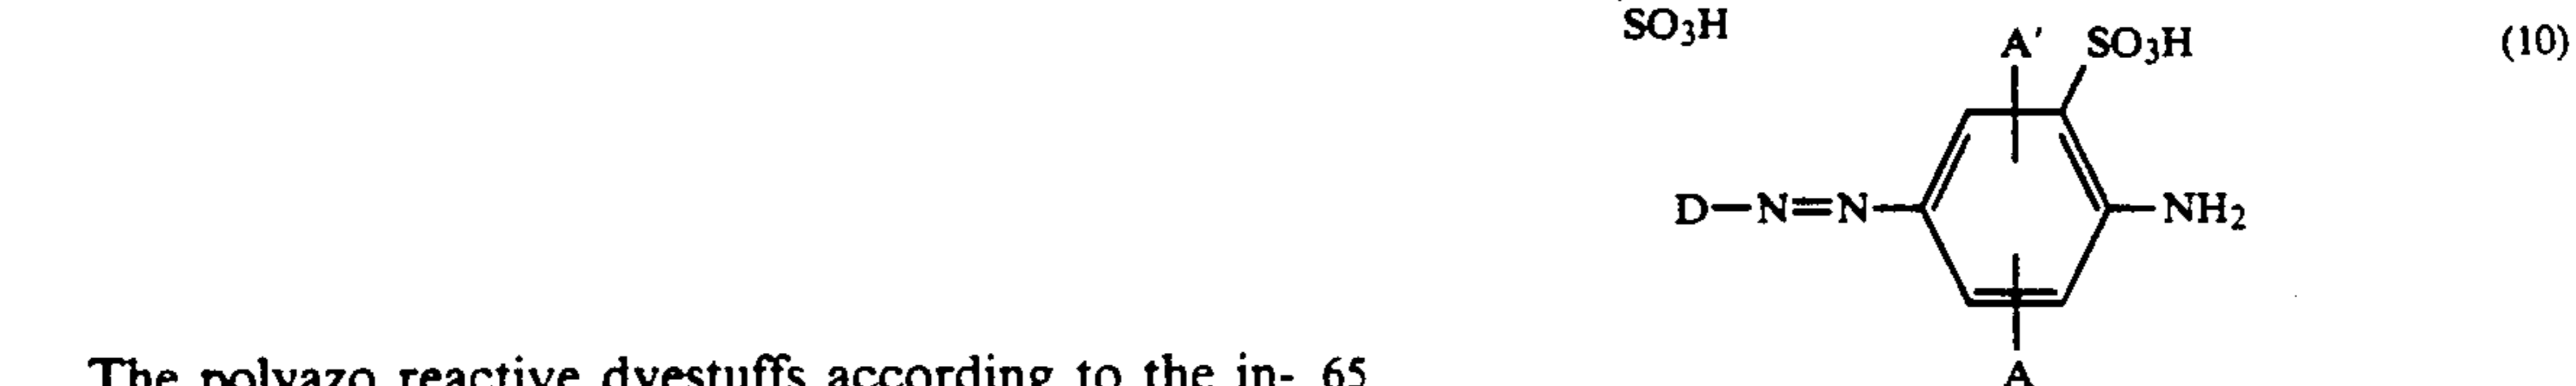 The polyazo reactive dyestuffs according to the in- 65
SO₃H
A′ SO₃H (10)
D—N=N NH₂
A